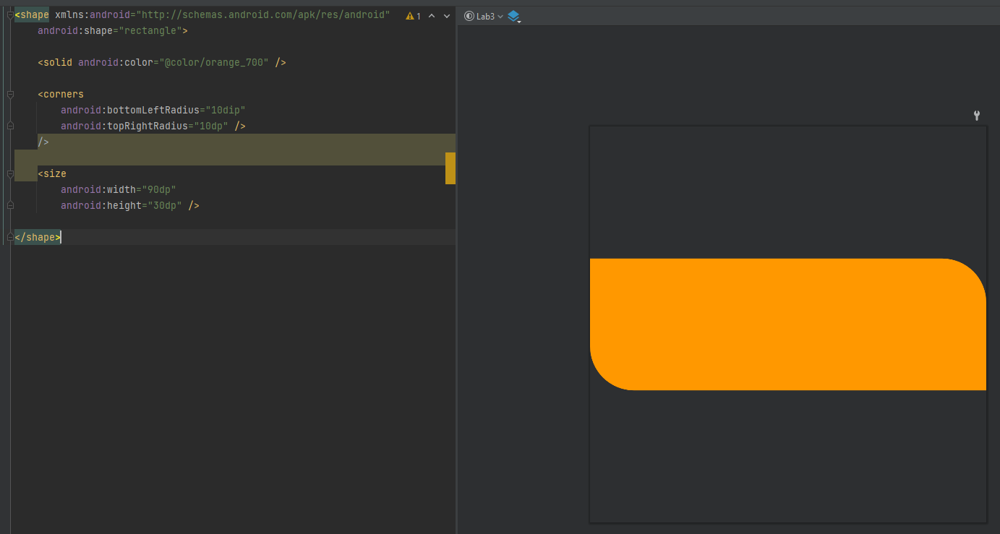 <shape xmlns:android="http://schemas.android.com/apk/res/android"
android:shape="rectangle">
<solid android:color="@color/orange_700" />
<corners
android:bottomLeftRadius="10dip"
android:topRightRadius="10dp" />
/>
<size
android:width="90dp"
android:height="30dp" />
</shape>
1
Lab3